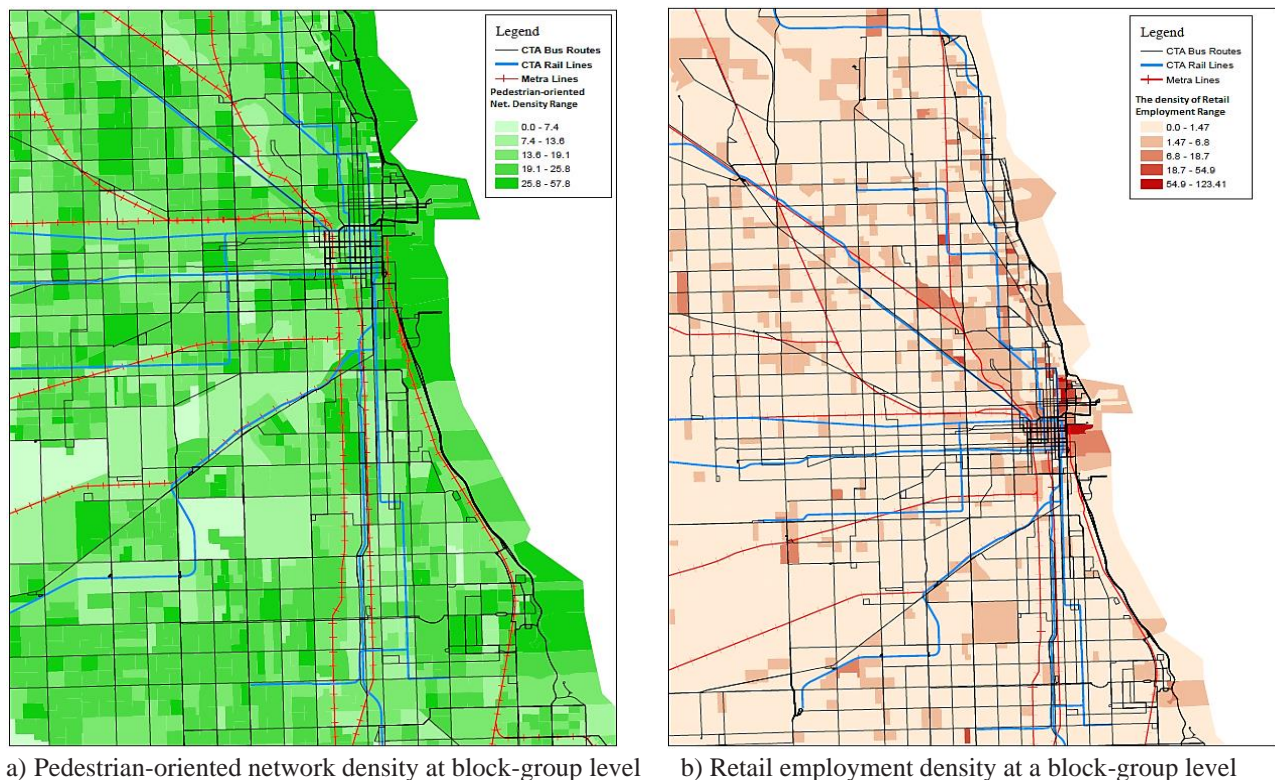 Legend
CTA Bus Routes
CTA Rail Lines
Metra Lines
Pedestrian-oriented
Net. Density Range
0.0 - 7.4
7.4 - 13.6
13.6 - 19.1
19.1 - 25.8
25.8 - 57.8
Legend
CTA Bus Routes
CTA Rail Lines
Metra Lines
The density of Retail
Employment Range
0.0 - 1.47
1.47 - 6.8
6.8 - 18.7
18.7 - 54.9
54.9 - 123.41
a) Pedestrian-oriented network density at block-group level
b) Retail employment density at a block-group level